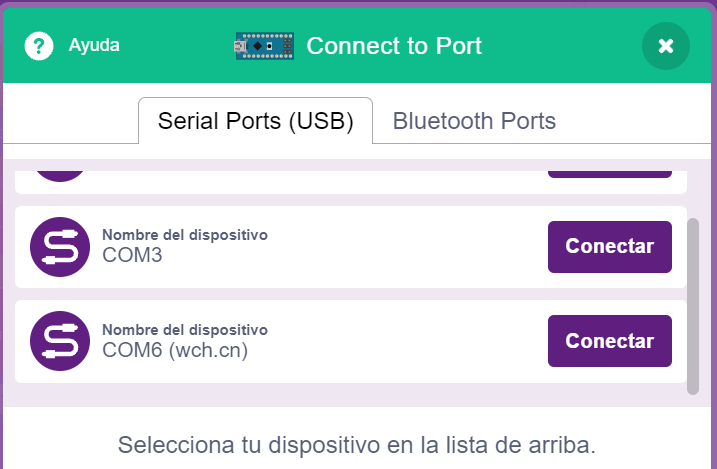 ? Ayuda
Connect to Port
Serial Ports (USB)
Bluetooth Ports
Nombre del dispositivo
COM3
Conectar
Nombre del dispositivo
COM6 (wch.cn)
Conectar
Selecciona tu dispositivo en la lista de arriba.